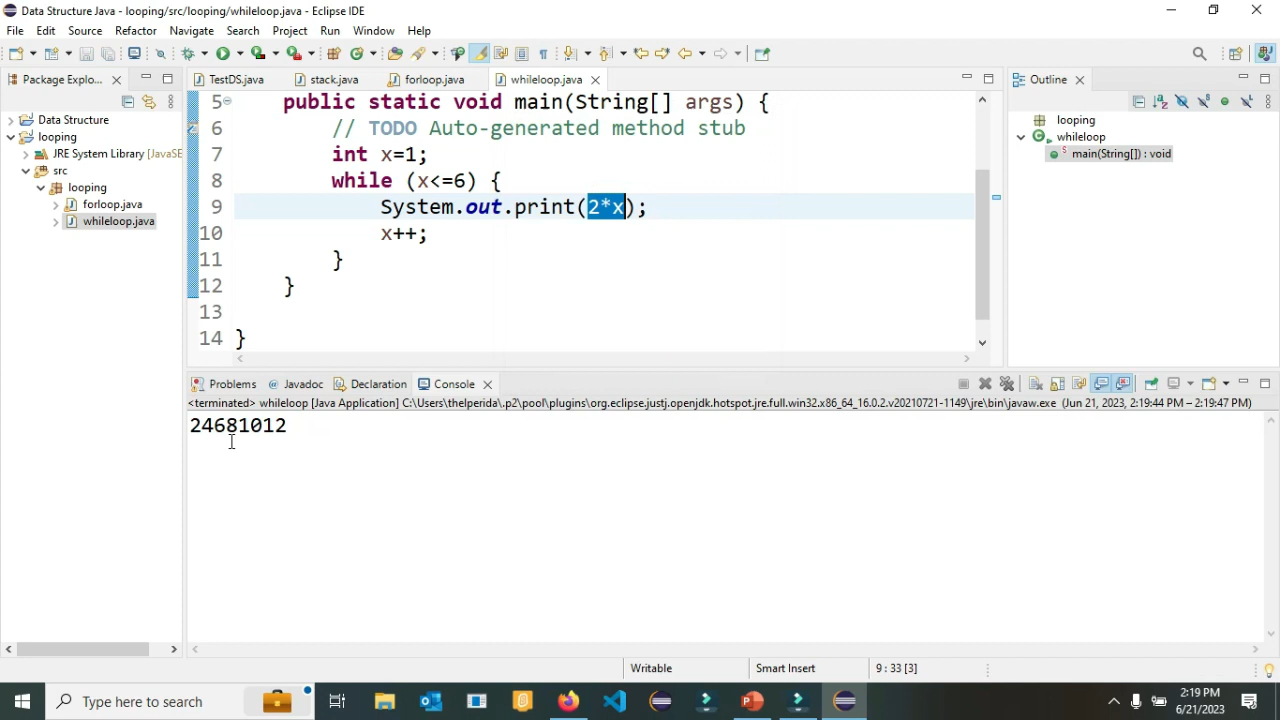 Data Structure Java - looping/src/looping/whileloop.java - Eclipse IDE
File Edit Source Refactor Navigate Search Project Run Window Help
Package Explo...
TestDS.java stack.java forloop.java whileloop.java
Outline
Data Structure
looping
JRE System Library [JavaSE
src
looping
forloop.java
whileloop.java
5 public static void main(String[] args) {
6 // TODO Auto-generated method stub
7 int x=1;
8 while (x<=6) {
9 System.out.print(2*x);
10 x++;
11 }
12 }
13
14 }
looping
whileloop
main(String[]) : void
Problems Javadoc Declaration Console
<terminated> whileloop [Java Application] C:\Users\thelperida\.p2\pool\plugins\org.eclipse.justj.openjdk.hotspot.jre.full.win32.x86_64_16.0.2.v20210721-1149\jre\bin\javaw.exe (Jun 21, 2023, 2:19:44 PM – 2:19:47 PM)
24681012
Writable Smart Insert 9 : 33 [3]
Type here to search
2:19 PM
6/21/2023